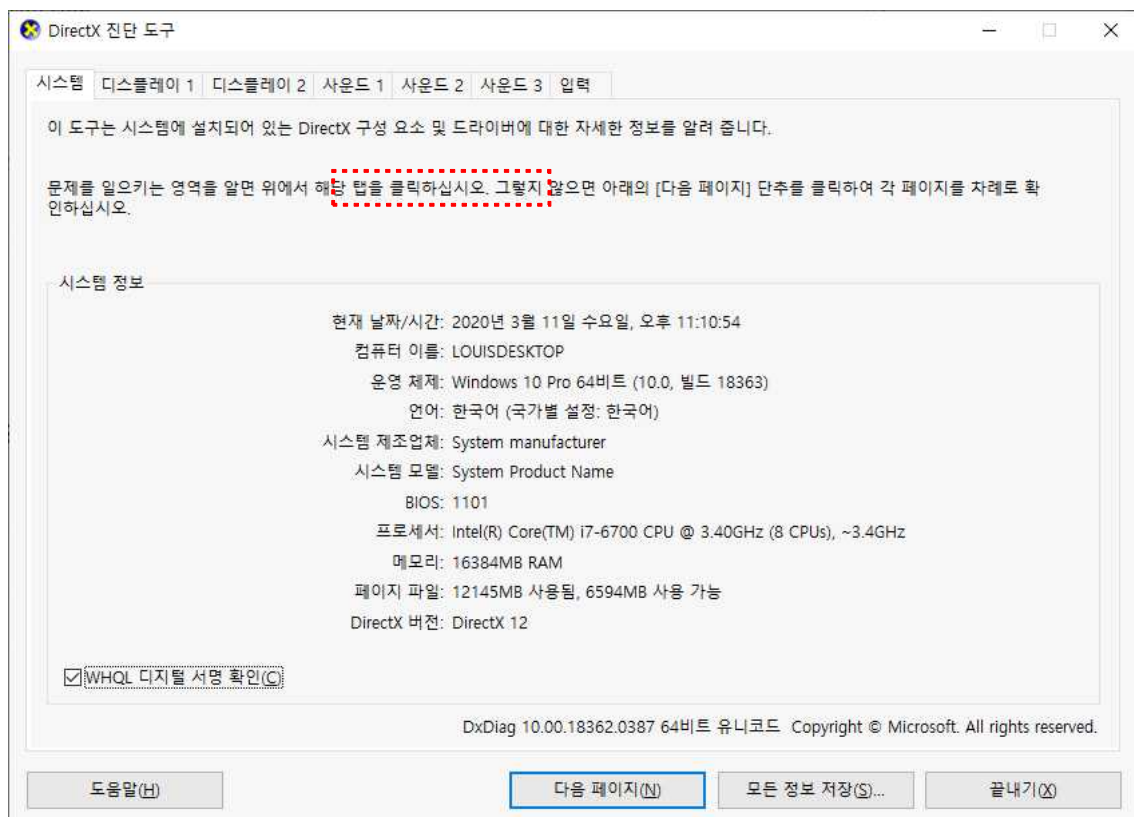 DirectX 진단 도구
시스템 디스플레이 1 디스플레이 2 사운드 1 사운드 2 사운드 3 입력
이 도구는 시스템에 설치되어 있는 DirectX 구성 요소 및 드라이버에 대한 자세한 정보를 알려 줍니다.
문제를 일으키는 영역을 알면 위에서 해당 탭을 클릭하십시오. 그렇지 않으면 아래의 [다음 페이지] 단추를 클릭하여 각 페이지를 차례로 확
인하십시오.
시스템 정보
현재 날짜/시간: 2020년 3월 11일 수요일, 오후 11:10:54
컴퓨터 이름: LOUISDESKTOP
운영 체제: Windows 10 Pro 64비트 (10.0, 빌드 18363)
언어: 한국어 (국가별 설정: 한국어)
시스템 제조업체: System manufacturer
시스템 모델: System Product Name
BIOS: 1101
프로세서: Intel(R) Core(TM) i7-6700 CPU @ 3.40GHz (8 CPUs), ~3.4GHz
메모리: 16384MB RAM
페이지 파일: 12145MB 사용됨, 6594MB 사용 가능
DirectX 버전: DirectX 12
WHQL 디지털 서명 확인(C)
DxDiag 10.00.18362.0387 64비트 유니코드 Copyright © Microsoft. All rights reserved.
도움말(H) 다음 페이지(N) 모든 정보 저장(S)... 끝내기(X)